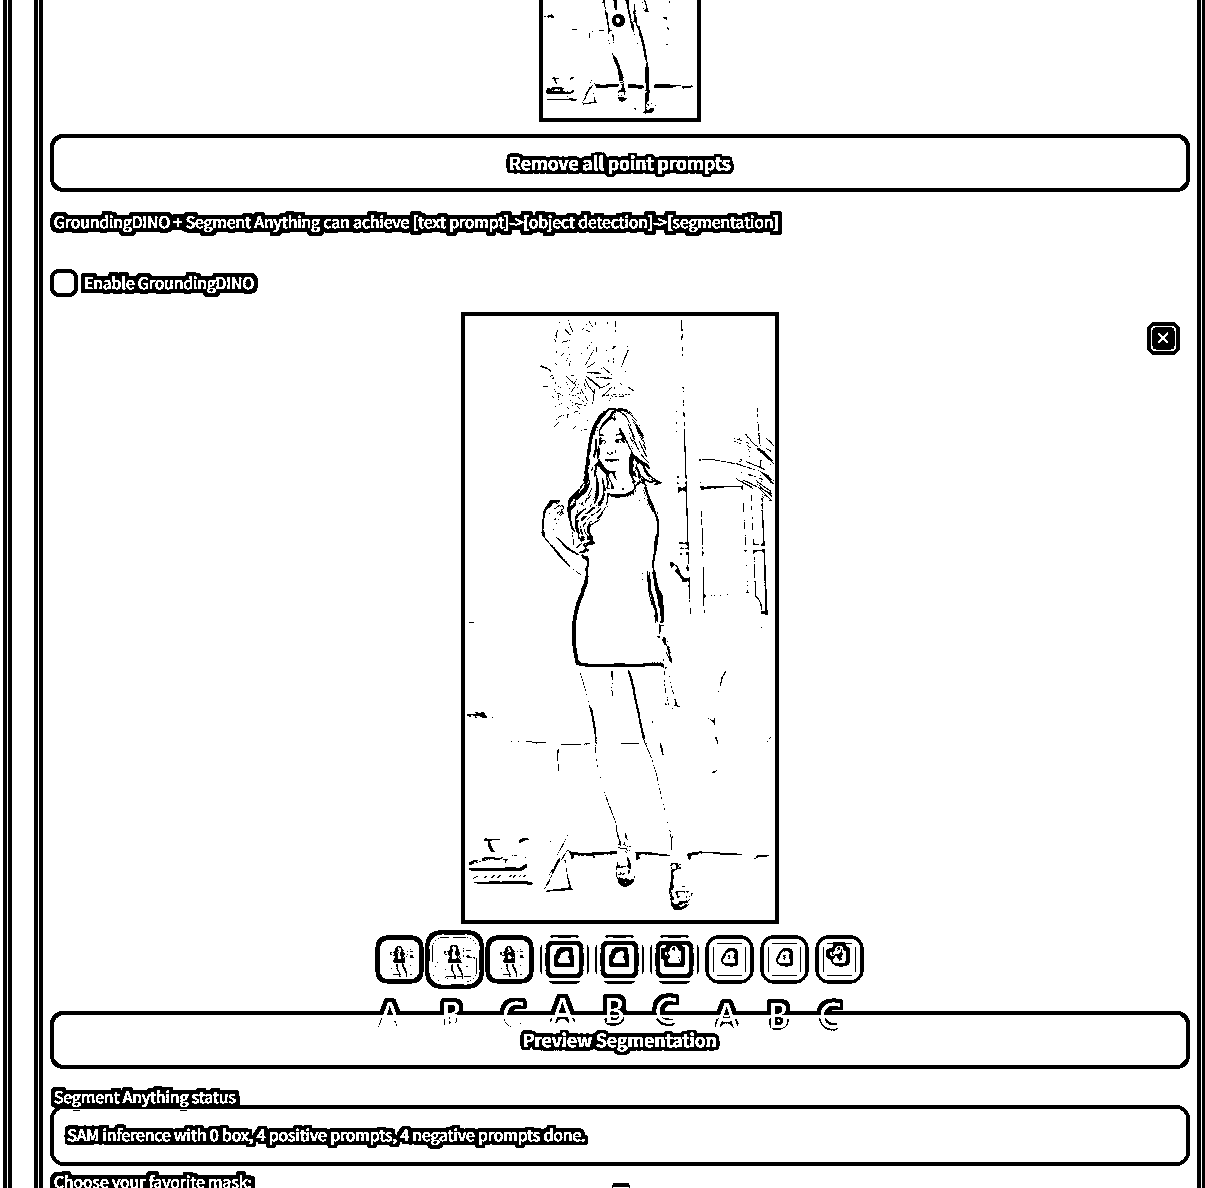 Remove all point prompts
GroundingDINO + Segment Anything can achieve [text prompt]->[object detection]->[segmentation]
Enable GroundingDINO
A B C A B C A B C
Preview Segmentation
Segment Anything status
SAM inference with 0 box, 4 positive prompts, 4 negative prompts done.
Choose your favorite mask: